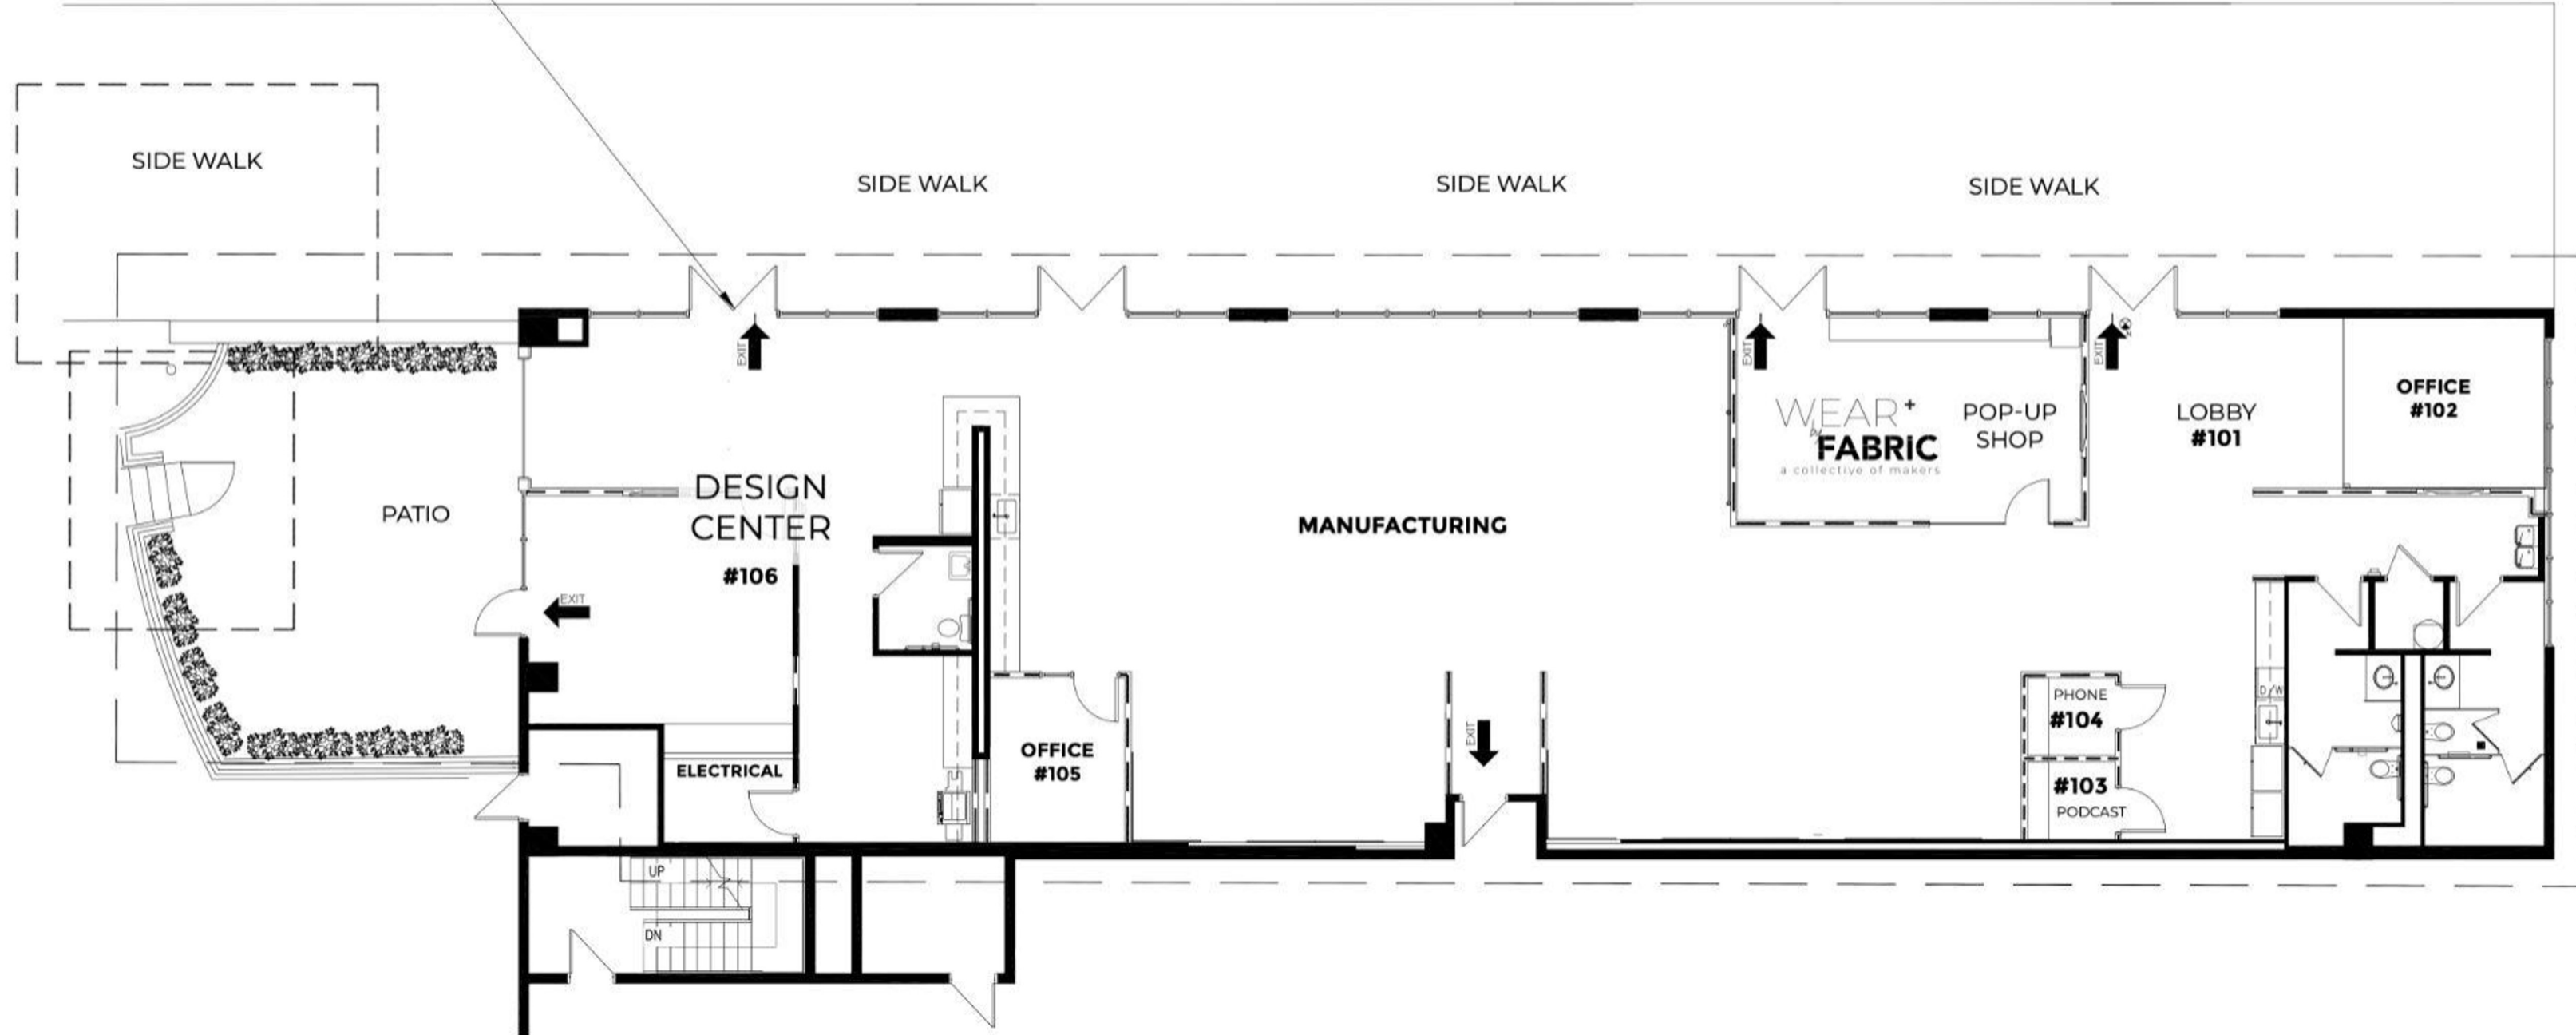 SIDE WALK
SIDE WALK
SIDE WALK
SIDE WALK
EXIT
EXIT
EXIT
WEAR+
by
FABRiC
a collective of makers
POP-UP
SHOP
LOBBY
#101
OFFICE
#102
PATIO
DESIGN
CENTER
#106
EXIT
MANUFACTURING
ELECTRICAL
OFFICE
#105
EXIT
PHONE
#104
#103
PODCAST
D/W
UP
DN